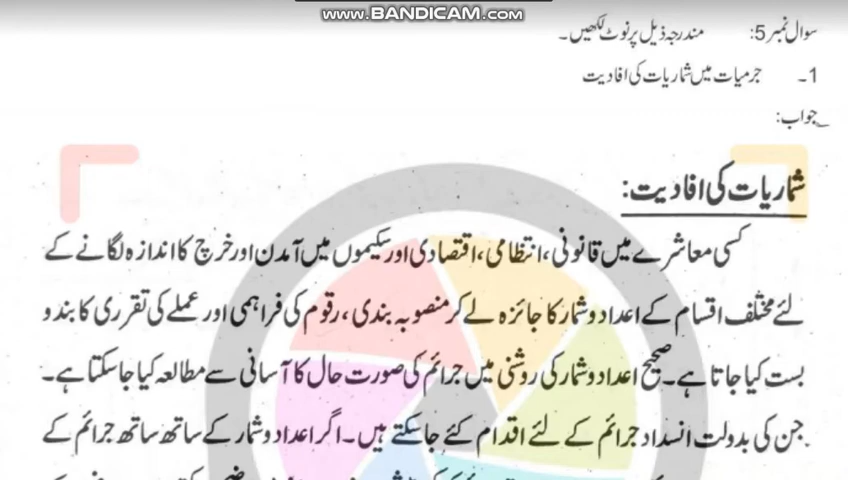 www.BANDICAM.com
سوال نمبر 5: مندرجہ ذیل پر نوٹ لکھیں۔
1۔ جرمیات میں شماریات کی افادیت
جواب:
شماریات کی افادیت:
کسی معاشرے میں قانونی، انتظامی، اقتصادی اور سکیموں میں آمدن اور خرچ کا اندازہ لگانے کے
لئے مختلف اقسام کے اعداد و شمار کا جائزہ لے کر منصوبہ بندی، رقوم کی فراہمی اور عملے کی تقرری کا بندو
بست کیا جاتا ہے۔ صحیح اعداد و شمار کی روشنی میں جرائم کی صورت حال کا آسانی سے مطالعہ کیا جا سکتا ہے۔
جن کی بدولت انسداد جرائم کے لئے اقدام کئے جا سکتے ہیں۔ اگر اعداد و شمار کے ساتھ ساتھ جرائم کے